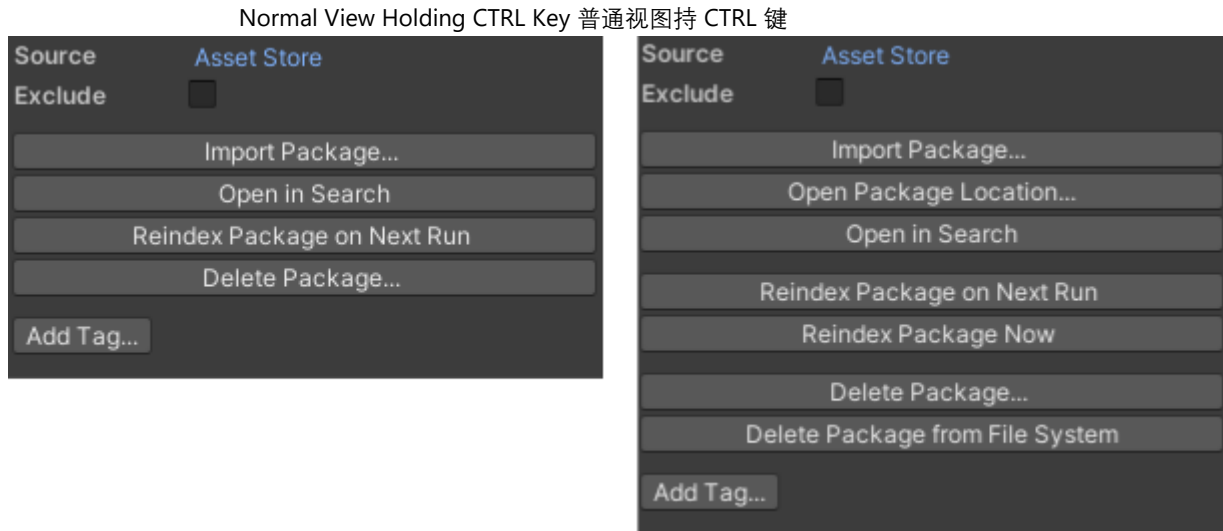 Normal View Holding CTRL Key 普通视图持 CTRL 键
Source Asset Store
Exclude
Import Package...
Open in Search
Reindex Package on Next Run
Delete Package...
Add Tag...
Source Asset Store
Exclude
Import Package...
Open Package Location...
Open in Search
Reindex Package on Next Run
Reindex Package Now
Delete Package...
Delete Package from File System
Add Tag...